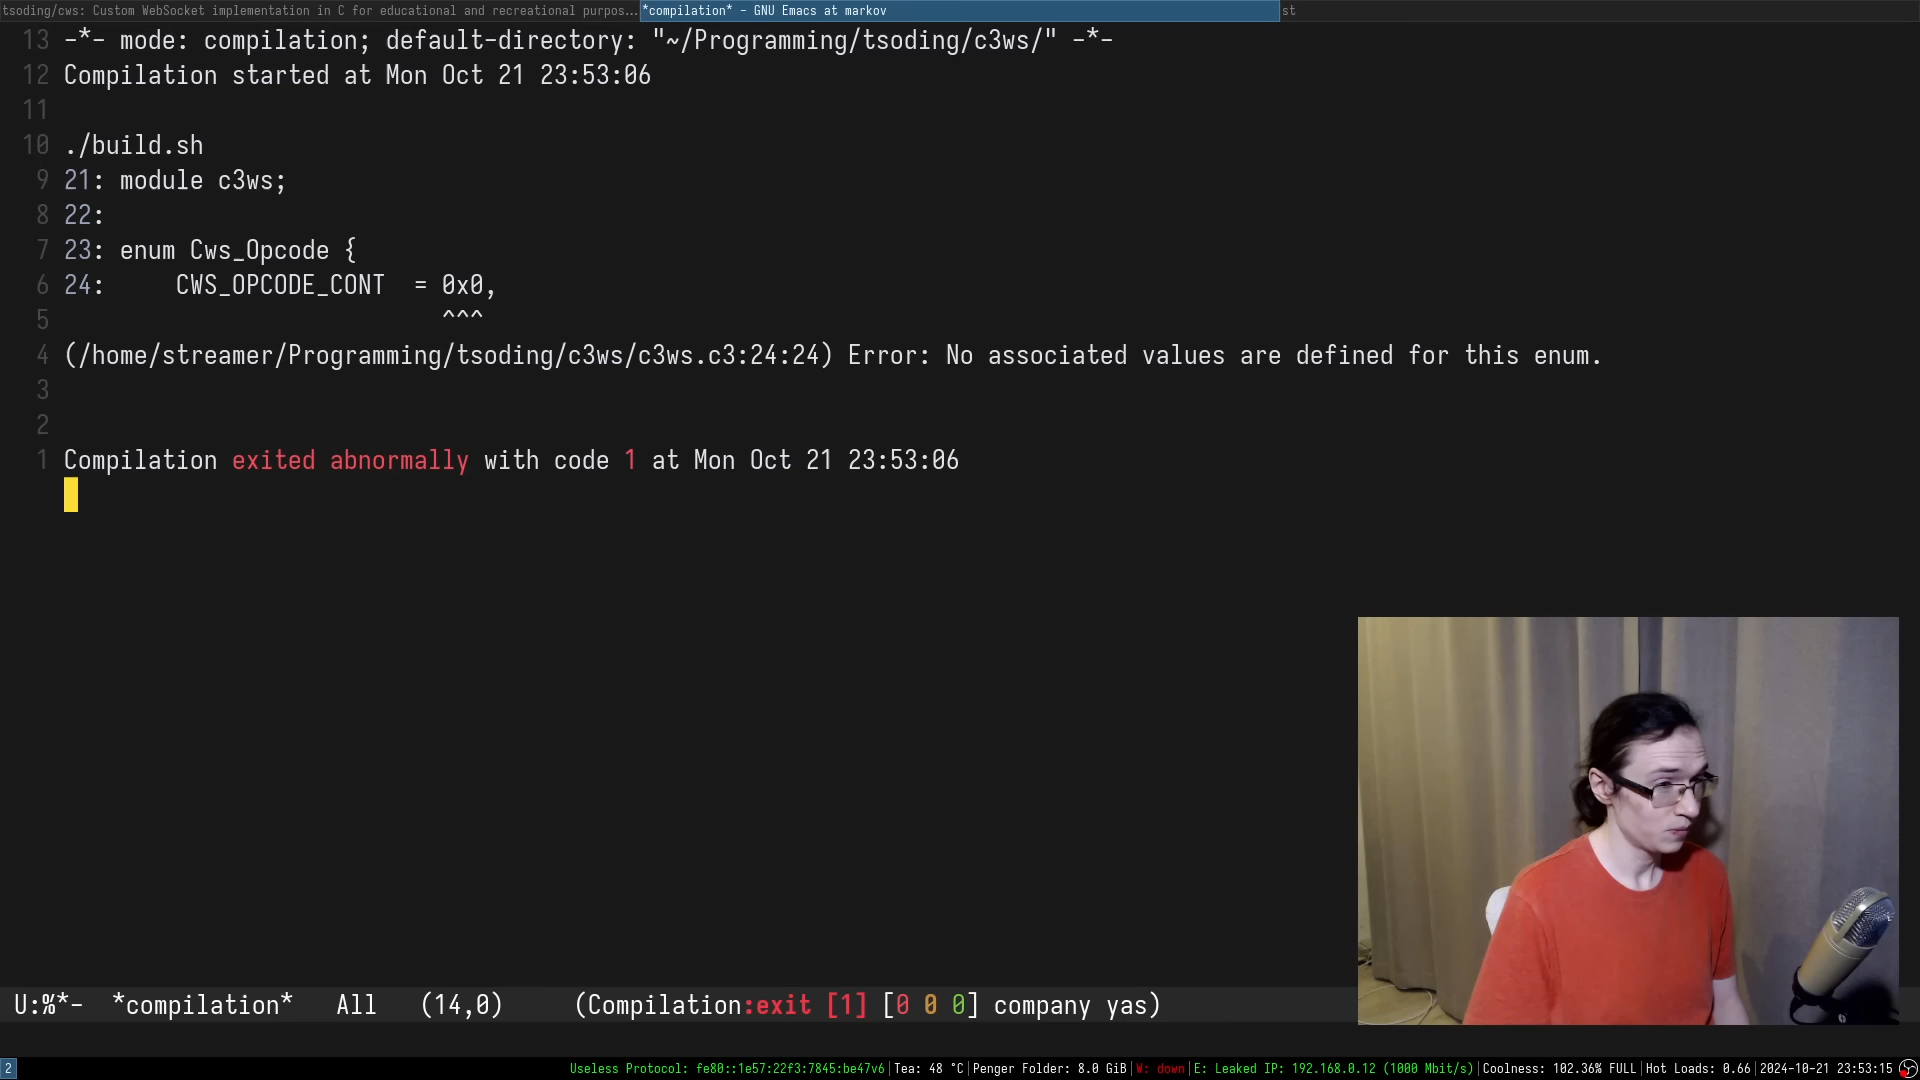 tsoding/cws: Custom WebSocket implementation in C for educational and recreational purpos... *compilation* - GNU Emacs at markov st
13 -*- mode: compilation; default-directory: "~/Programming/tsoding/c3ws/" -*-
12 Compilation started at Mon Oct 21 23:53:06
11
10 ./build.sh
9 21: module c3ws;
8 22:
7 23: enum Cws_Opcode {
6 24:     CWS_OPCODE_CONT  = 0x0,
5                            ^^^
4 (/home/streamer/Programming/tsoding/c3ws/c3ws.c3:24:24) Error: No associated values are defined for this enum.
3
2
1 Compilation exited abnormally with code 1 at Mon Oct 21 23:53:06
U:%*-  *compilation*   All   (14,0)     (Compilation:exit [1] [0 0 0] company yas)
2 Useless Protocol: fe80::1e57:22f3:7845:be47v6|Tea: 48 °C|Penger Folder: 8.0 GiB|W: down|E: Leaked IP: 192.168.0.12 (1000 Mbit/s)|Coolness: 102.36% FULL|Hot Loads: 0.66|2024-10-21 23:53:15